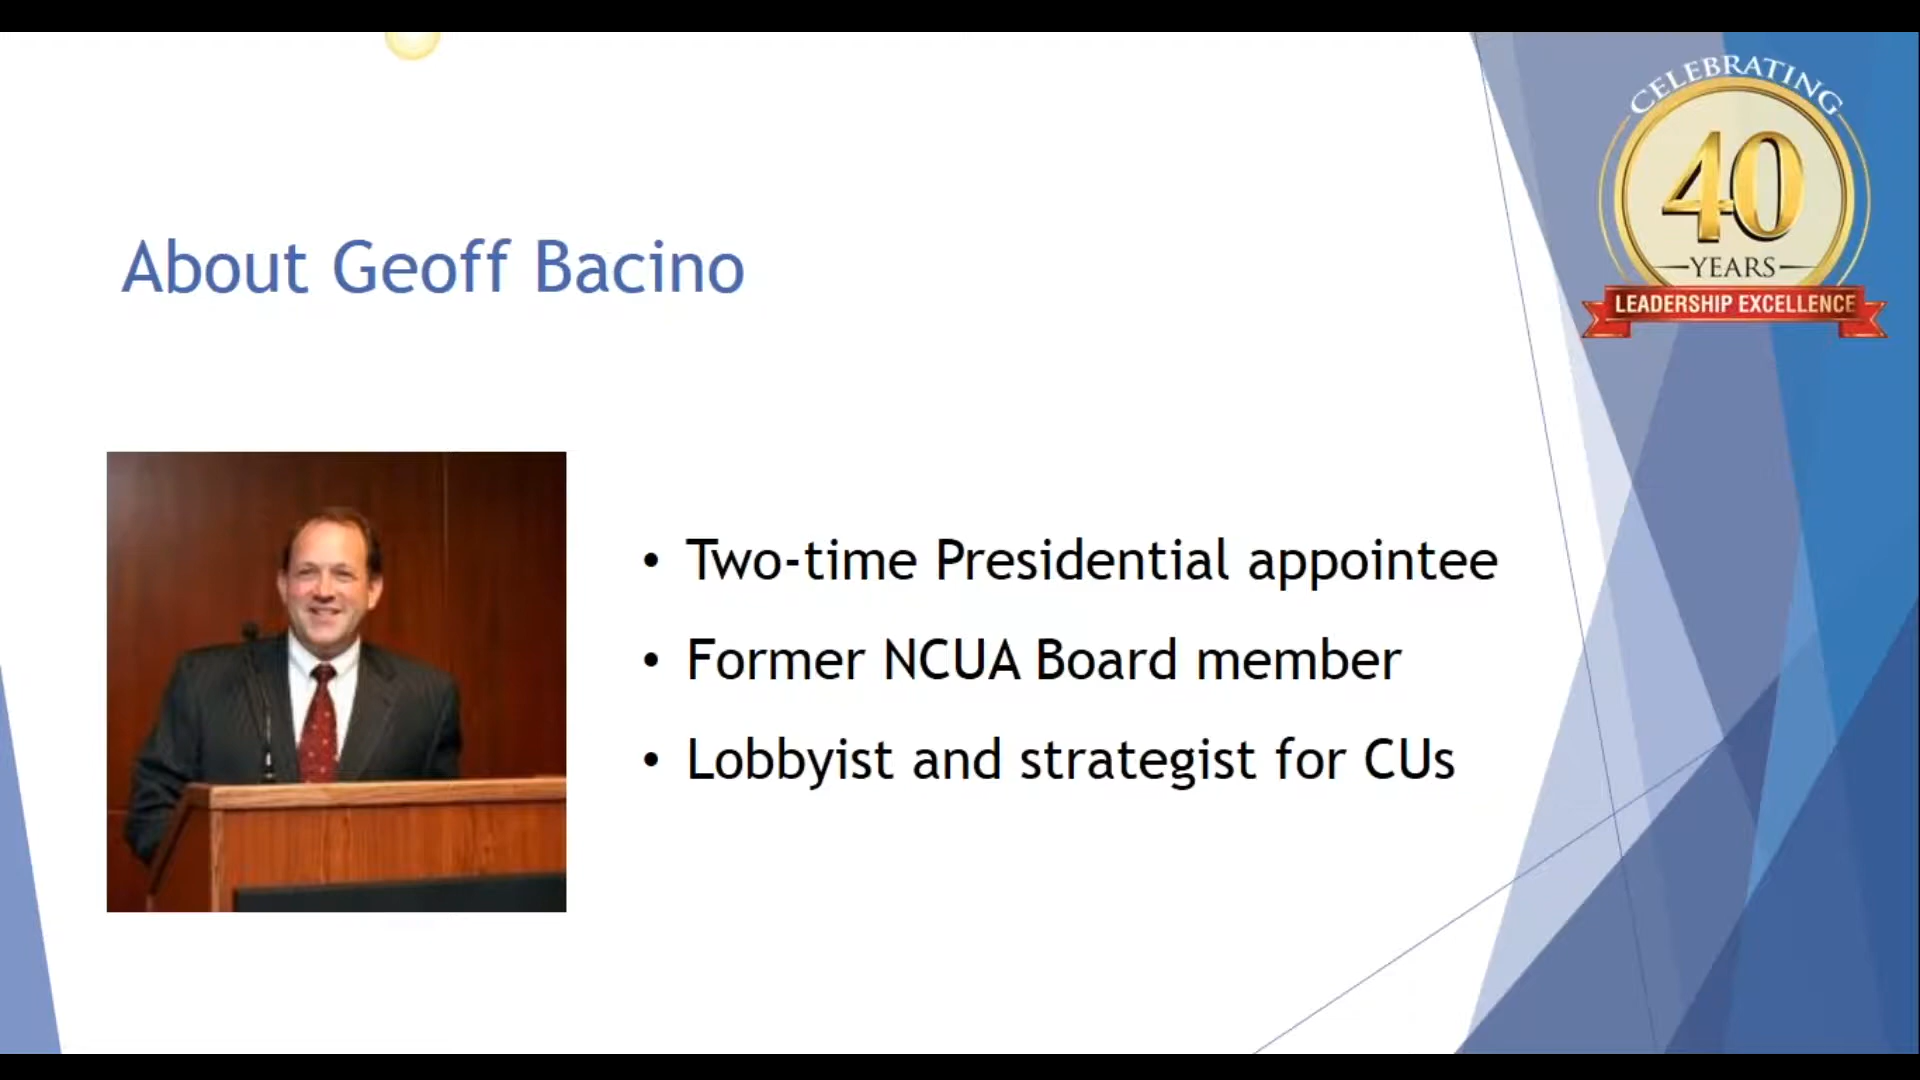 CELEBRATING
40
YEARS
LEADERSHIP EXCELLENCE
About Geoff Bacino
• Two-time Presidential appointee
• Former NCUA Board member
• Lobbyist and strategist for CUs